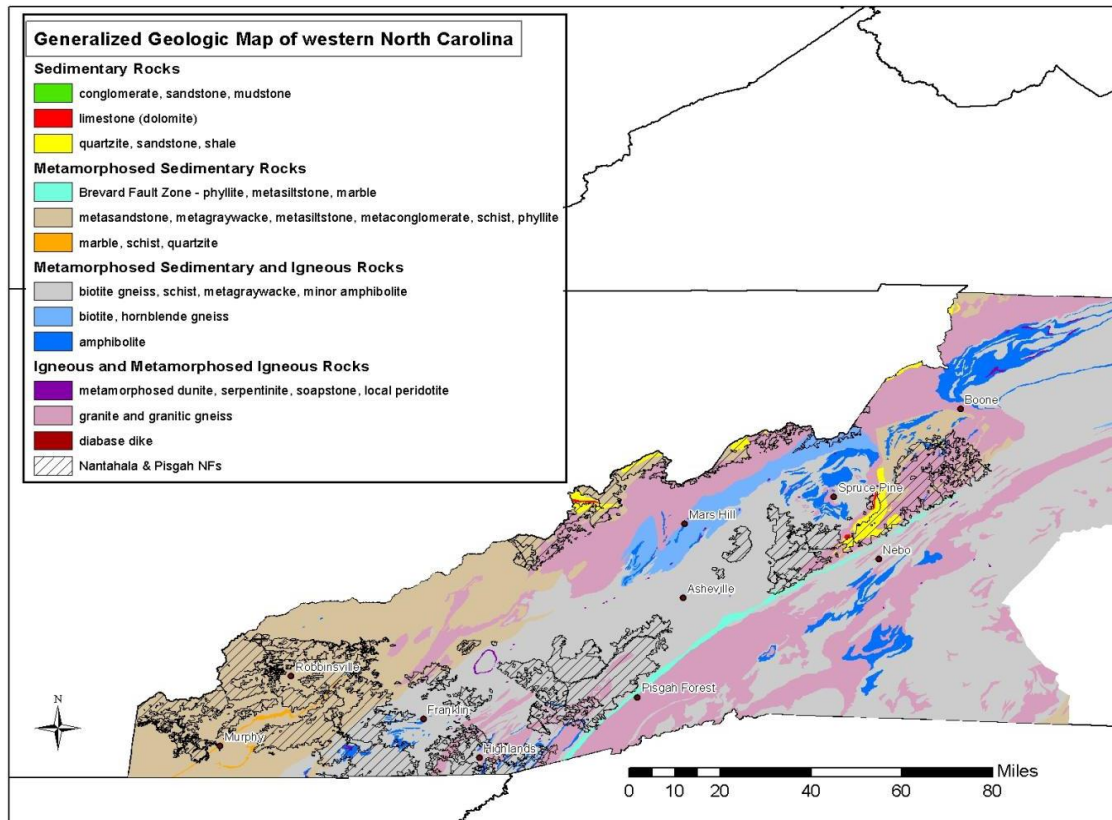 Generalized Geologic Map of western North Carolina
Sedimentary Rocks
conglomerate, sandstone, mudstone
limestone (dolomite)
quartzite, sandstone, shale
Metamorphosed Sedimentary Rocks
Brevard Fault Zone - phyllite, metasiltstone, marble
metasandstone, metagraywacke, metasiltstone, metaconglomerate, schist, phyllite
marble, schist, quartzite
Metamorphosed Sedimentary and Igneous Rocks
biotite gneiss, schist, metagraywacke, minor amphibolite
biotite, hornblende gneiss
amphibolite
Igneous and Metamorphosed Igneous Rocks
metamorphosed dunite, serpentinite, soapstone, local peridotite
granite and granitic gneiss
diabase dike
Nantahala & Pisgah NFs
Boone
Spruce Pine
Mars Hill
Nebo
Asheville
Robbinsville
Pisgah Forest
Franklin
Murphy
Highlands
N
Miles
0 10 20 40 60 80